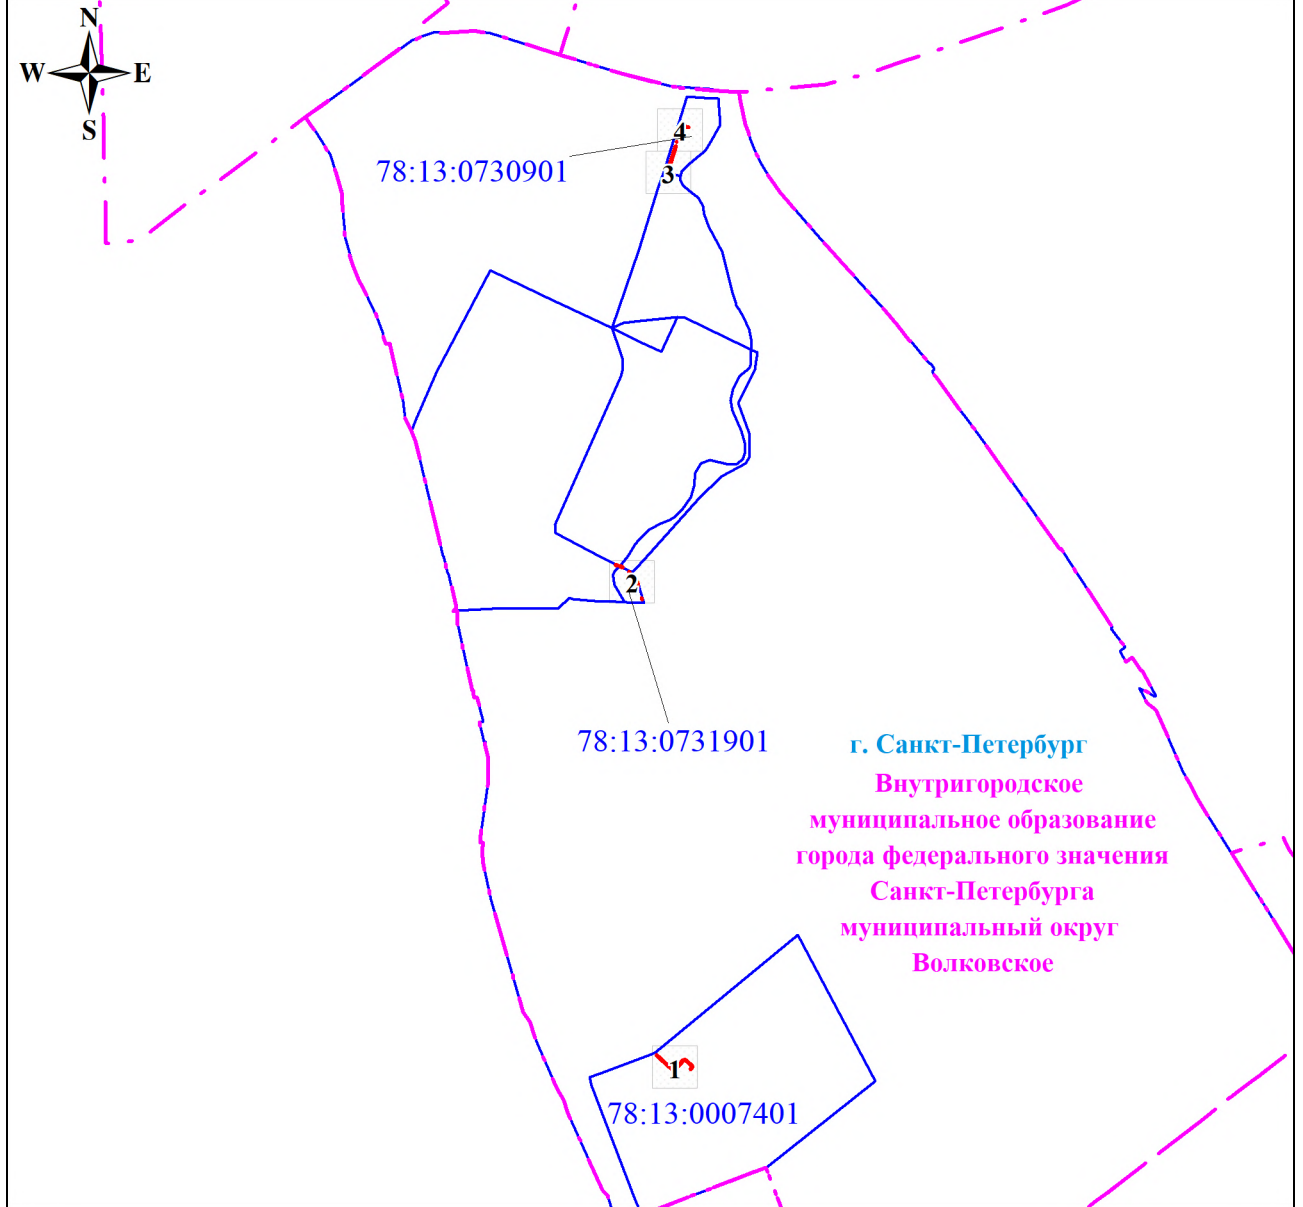 N
W E
S
4
78:13:0730901
3
2
78:13:0731901
г. Санкт-Петербург
Внутригородское
муниципальное образование
города федерального значения
Санкт-Петербурга
муниципальный округ
Волковское
1
78:13:0007401